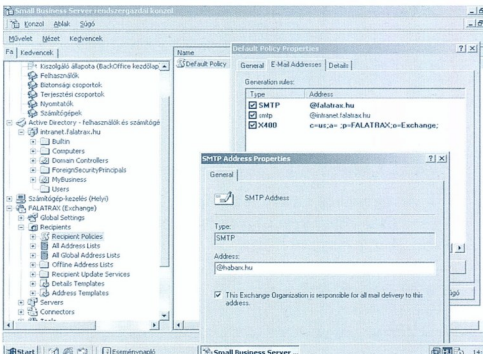 Small Business Server rendszergazdai konzol
Konzol Ablak Súgó
Művelet Nézet Kedvencek
Fa Kedvencek
Kiszolgáló állapota (BackOffice kezdőlap
Felhasználók
Biztonsági csoportok
Terjesztési csoportok
Nyomtatók
Számítógépek
Active Directory - felhasználók és számítógé
intranet.falatrax.hu
Builtin
Computers
Domain Controllers
ForeignSecurityPrincipals
MyBusiness
Users
Számítógép-kezelés (Helyi)
FALATRAX (Exchange)
Global Settings
Recipients
Recipient Policies
All Address Lists
All Global Address Lists
Offline Address Lists
Recipient Update Services
Details Templates
Address Templates
Servers
Connectors
Tools
Name
Default Policy
Default Policy Properties
General E-Mail Addresses Details
Generation rules:
Type Address
SMTP @falatrax.hu
smtp @intranet.falatrax.hu
X400 c=us;a= ;p=FALATRAX;o=Exchange;
SMTP Address Properties
General
SMTP Address
Type:
SMTP
Address:
@haban.hu
This Exchange Organization is responsible for all mail delivery to this
address.
Start
Eseménynapló
Small Business Server ...